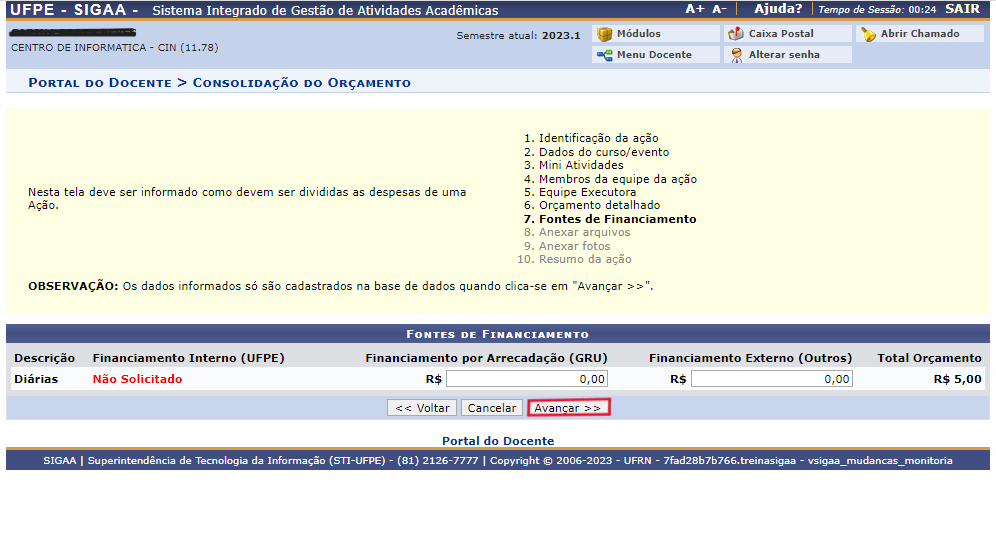 UFPE - SIGAA - Sistema Integrado de Gestão de Atividades Acadêmicas A+ A- Ajuda? Tempo de Sessão: 00:24 SAIR
CENTRO DE INFORMATICA - CIN (11.78)
Semestre atual: 2023.1
Módulos Caixa Postal Abrir Chamado
Menu Docente Alterar senha
Portal do Docente > Consolidação do Orçamento
Nesta tela deve ser informado como devem ser divididas as despesas de uma
Ação.
1. Identificação da ação
2. Dados do curso/evento
3. Mini Atividades
4. Membros da equipe da ação
5. Equipe Executora
6. Orçamento detalhado
7. Fontes de Financiamento
8. Anexar arquivos
9. Anexar fotos
10. Resumo da ação
OBSERVAÇÃO: Os dados informados só são cadastrados na base de dados quando clica-se em "Avançar >>".
Fontes de Financiamento
Descrição Financiamento Interno (UFPE) Financiamento por Arrecadação (GRU) Financiamento Externo (Outros) Total Orçamento
Diárias Não Solicitado R$ 0,00 R$ 0,00 R$ 5,00
<< Voltar Cancelar Avançar >>
Portal do Docente
SIGAA | Superintendência de Tecnologia da Informação (STI-UFPE) - (81) 2126-7777 | Copyright © 2006-2023 - UFRN - 7fad28b7b766.treinasigaa - vsigaa_mudancas_monitoria